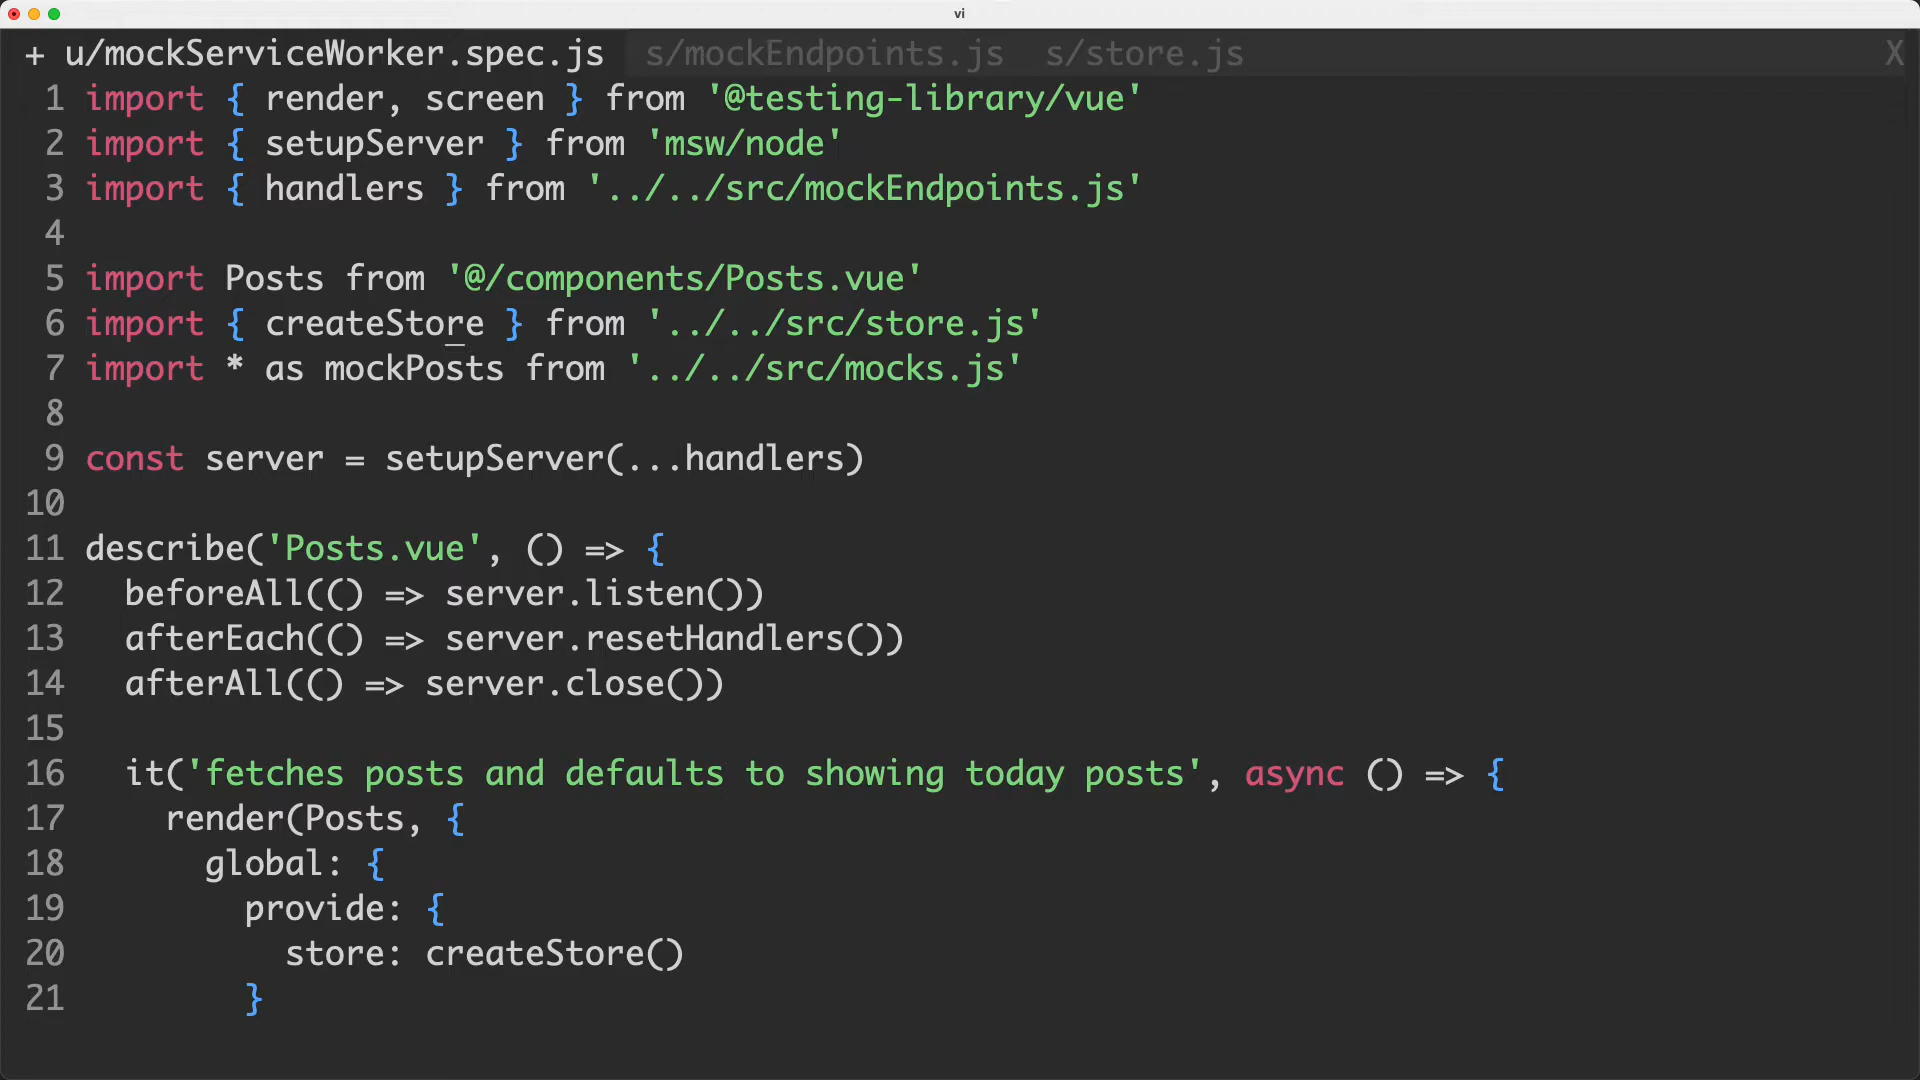 vi
+ u/mockServiceWorker.spec.js s/mockEndpoints.js s/store.js X
1 import { render, screen } from '@testing-library/vue'
2 import { setupServer } from 'msw/node'
3 import { handlers } from '../../src/mockEndpoints.js'
4
5 import Posts from '@/components/Posts.vue'
6 import { createStore } from '../../src/store.js'
7 import * as mockPosts from '../../src/mocks.js'
8
9 const server = setupServer(...handlers)
10
11 describe('Posts.vue', () => {
12   beforeAll(() => server.listen())
13   afterEach(() => server.resetHandlers())
14   afterAll(() => server.close())
15
16   it('fetches posts and defaults to showing today posts', async () => {
17     render(Posts, {
18       global: {
19         provide: {
20           store: createStore()
21         }